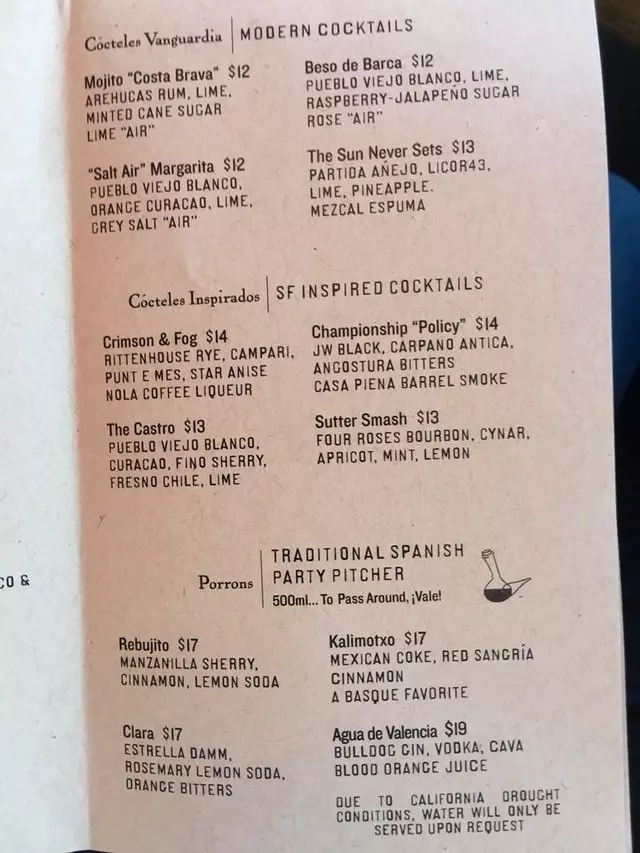 Cócteles Vanguardia | MODERN COCKTAILS
Mojito "Costa Brava" $12
AREHUCAS RUM, LIME,
MINTED CANE SUGAR
LIME "AIR"
Beso de Barca $12
PUEBLO VIEJO BLANCO, LIME,
RASPBERRY-JALAPEÑO SUGAR
ROSE "AIR"
"Salt Air" Margarita $12
PUEBLO VIEJO BLANCO,
ORANGE CURACAO, LIME,
GREY SALT "AIR"
The Sun Never Sets $13
PARTIDA AÑEJO, LICOR43,
LIME, PINEAPPLE.
MEZCAL ESPUMA
Cócteles Inspirados | SF INSPIRED COCKTAILS
Crimson & Fog $14
RITTENHOUSE RYE, CAMPARI,
PUNT E MES, STAR ANISE
NOLA COFFEE LIQUEUR
Championship "Policy" $14
JW BLACK, CARPANO ANTICA,
ANGOSTURA BITTERS
CASA PIENA BARREL SMOKE
The Castro $13
PUEBLO VIEJO BLANCO,
CURACAO, FINO SHERRY,
FRESNO CHILE, LIME
Sutter Smash $13
FOUR ROSES BOURBON, CYNAR,
APRICOT, MINT, LEMON
CO &
Porrons | TRADITIONAL SPANISH
PARTY PITCHER
500ml... To Pass Around, ¡Vale!
Rebujito $17
MANZANILLA SHERRY,
CINNAMON, LEMON SODA
Kalimotxo $17
MEXICAN COKE, RED SANGRÍA
CINNAMON
A BASQUE FAVORITE
Clara $17
ESTRELLA DAMM,
ROSEMARY LEMON SODA,
ORANGE BITTERS
Agua de Valencia $19
BULLDOG GIN, VODKA, CAVA
BLOOD ORANGE JUICE
DUE TO CALIFORNIA DROUGHT
CONDITIONS, WATER WILL ONLY BE
SERVED UPON REQUEST